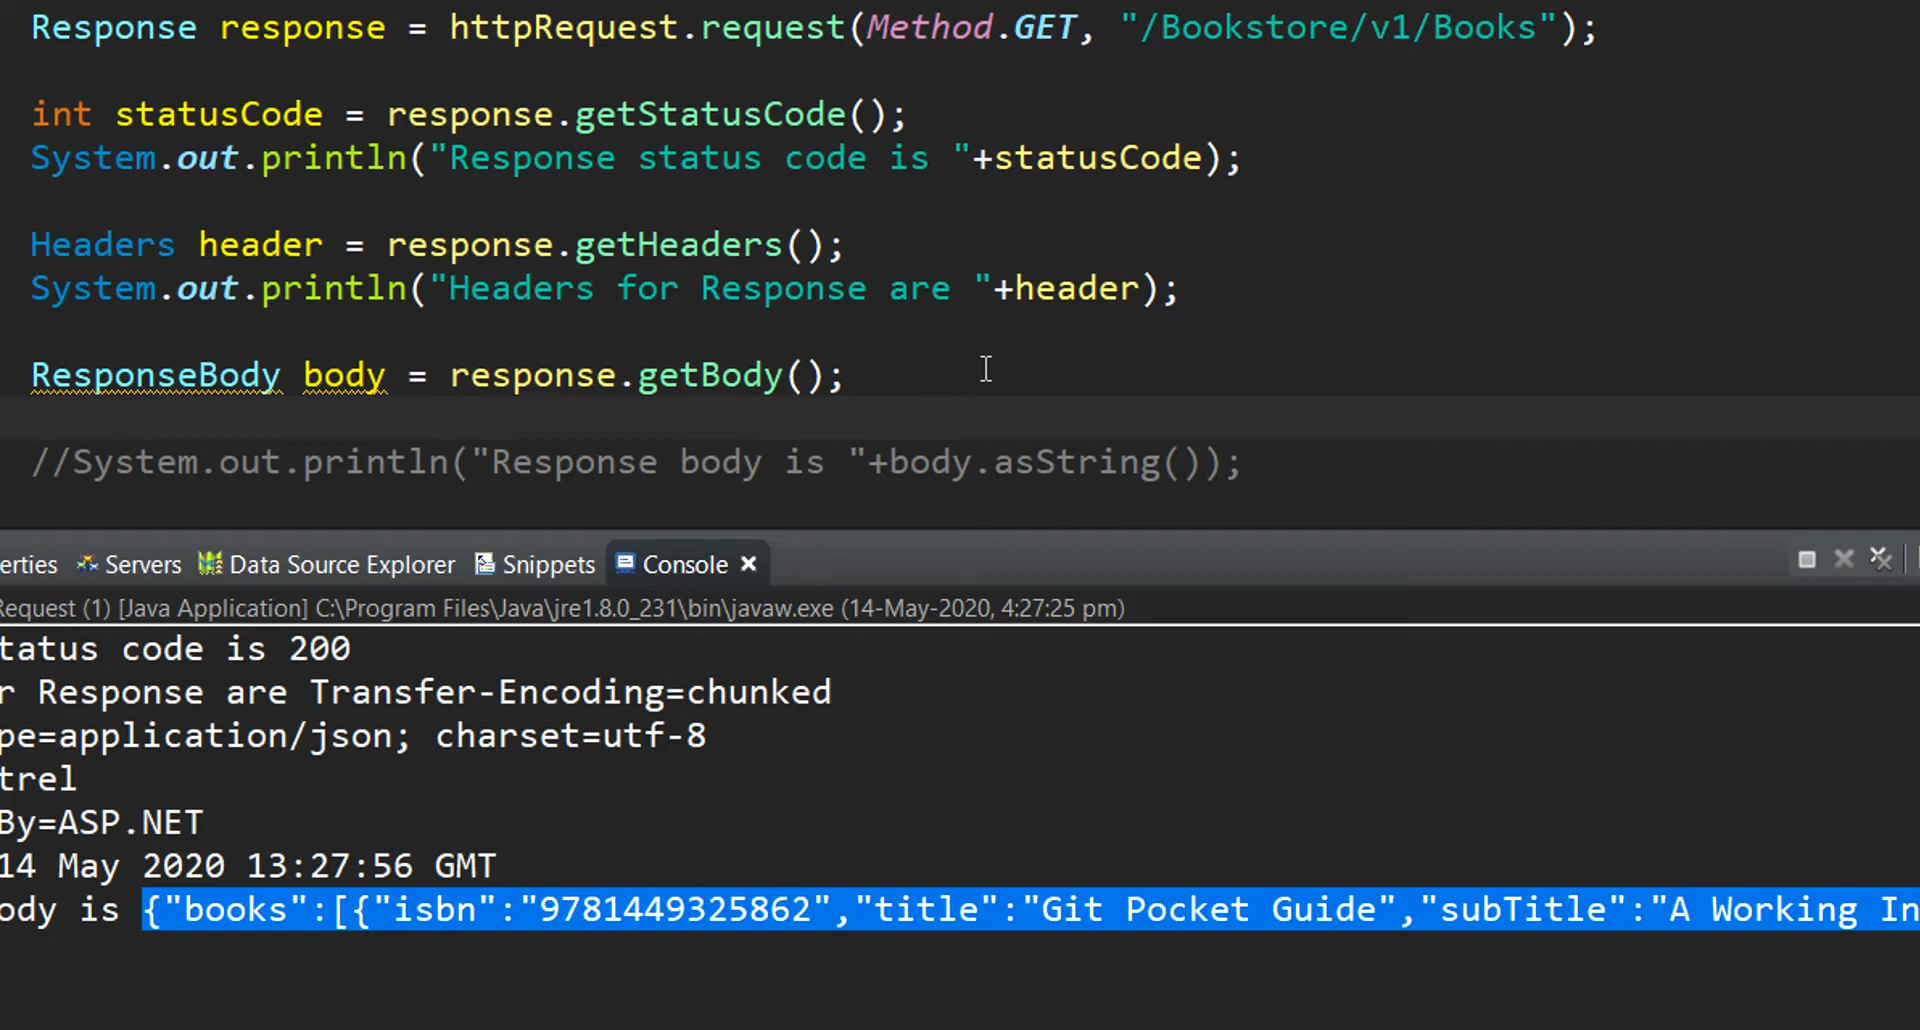 Response response = httpRequest.request(Method.GET, "/Bookstore/v1/Books");
int statusCode = response.getStatusCode();
System.out.println("Response status code is "+statusCode);
Headers header = response.getHeaders();
System.out.println("Headers for Response are "+header);
ResponseBody body = response.getBody();
//System.out.println("Response body is "+body.asString());
erties Servers Data Source Explorer Snippets Console
Request (1) [Java Application] C:\Program Files\Java\jre1.8.0_231\bin\javaw.exe (14-May-2020, 4:27:25 pm)
tatus code is 200
r Response are Transfer-Encoding=chunked
pe=application/json; charset=utf-8
trel
By=ASP.NET
14 May 2020 13:27:56 GMT
ody is {"books":[{"isbn":"9781449325862","title":"Git Pocket Guide","subTitle":"A Working In